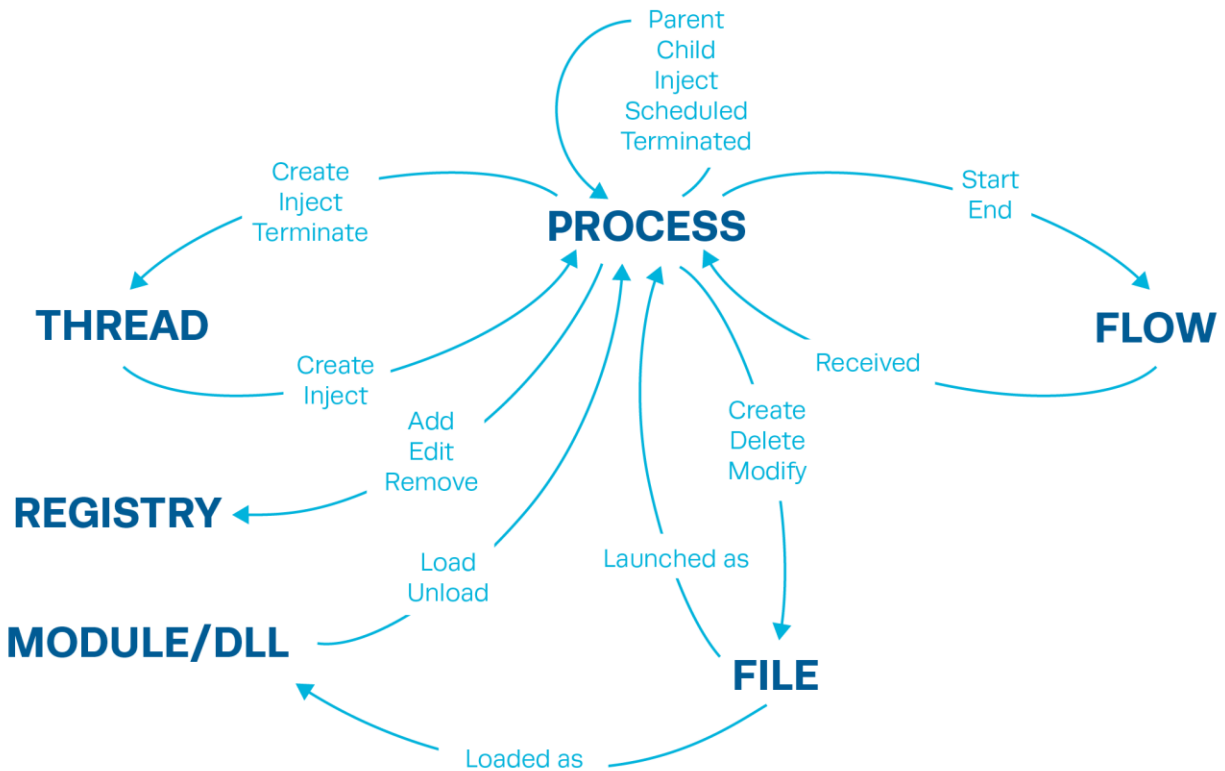 Parent
Child
Inject
Scheduled
Terminated
Create
Inject
Terminate
Start
End
PROCESS
THREAD
FLOW
Create
Inject
Received
Add
Edit
Remove
Create
Delete
Modify
REGISTRY
Load
Unload
Launched as
MODULE/DLL
FILE
Loaded as